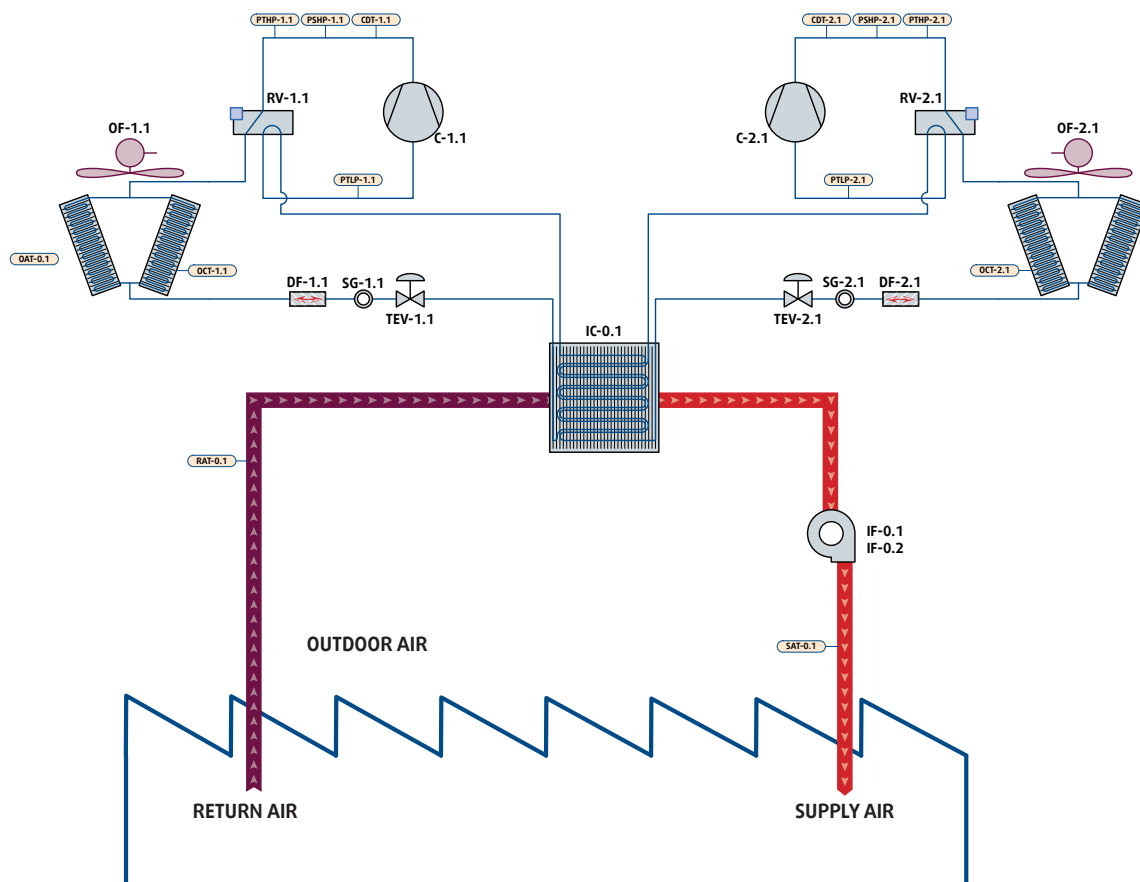 PTHP-1.1 PSHP-1.1 CDT-1.1 CDT-2.1 PSHP-2.1 PTHP-2.1
RV-1.1 RV-2.1
OF-1.1 C-1.1 C-2.1 OF-2.1
PTLP-1.1 PTLP-2.1
OAT-0.1 OCT-1.1 OCT-2.1
DF-1.1 SG-1.1 SG-2.1 DF-2.1
TEV-1.1 TEV-2.1
IC-0.1
RAT-0.1
IF-0.1
IF-0.2
OUTDOOR AIR SAT-0.1
RETURN AIR SUPPLY AIR